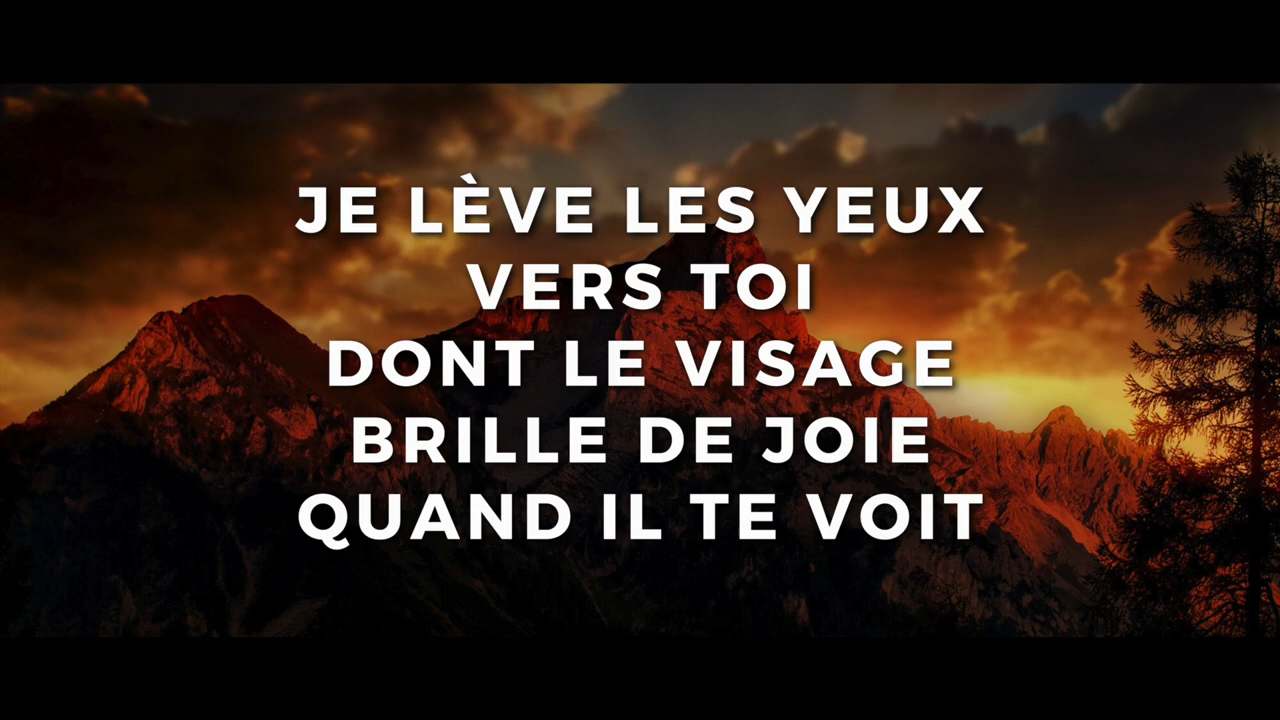 JE LÈVE LES YEUX
VERS TOI
DONT LE VISAGE
BRILLE DE JOIE
QUAND IL TE VOIT